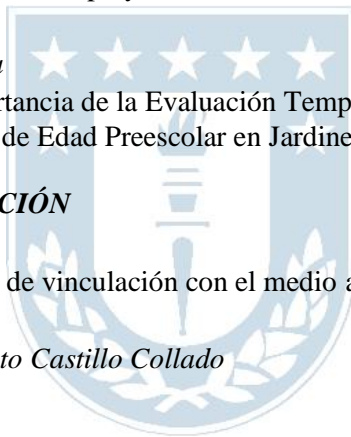 rtancia de la Evaluación Temp
de Edad Preescolar en Jardine
CIÓN
de vinculación con el medio a
to Castillo Collado